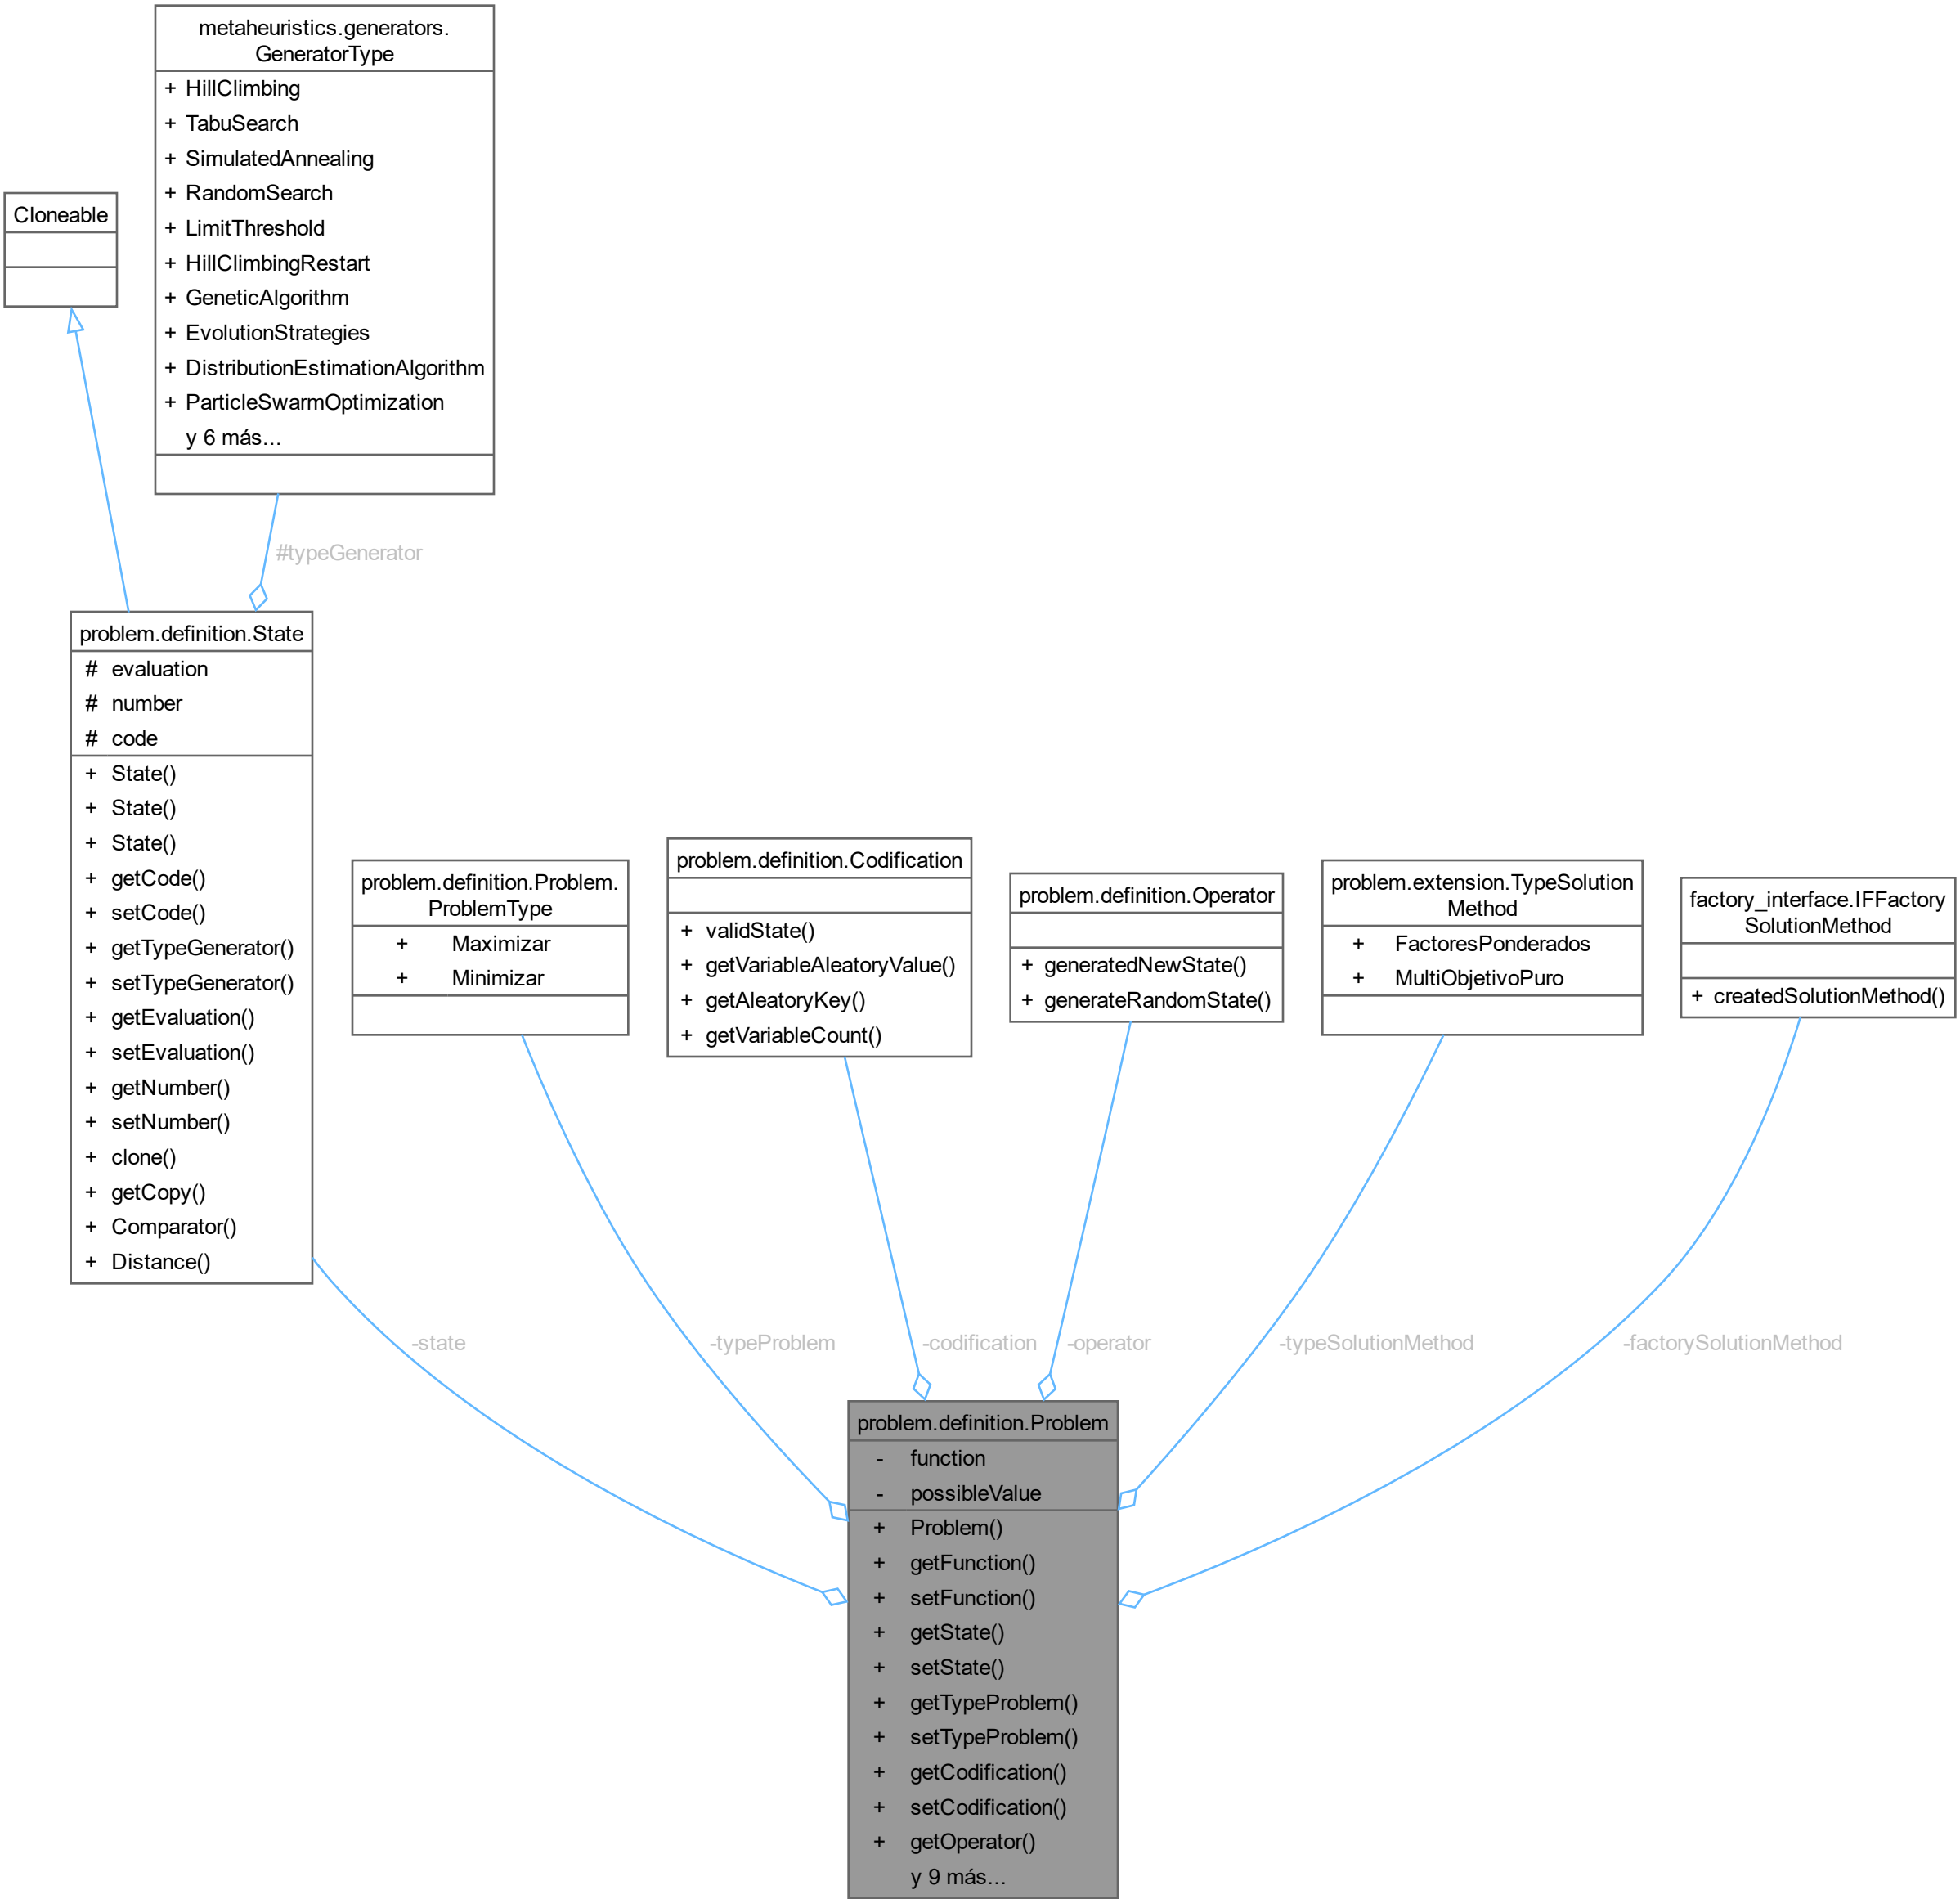 metaheuristics.generators.
GeneratorType
+ HillClimbing
+ TabuSearch
+ SimulatedAnnealing
+ RandomSearch
+ LimitThreshold
+ HillClimbingRestart
+ GeneticAlgorithm
+ EvolutionStrategies
+ DistributionEstimationAlgorithm
+ ParticleSwarmOptimization
y 6 más...
Cloneable
#typeGenerator
problem.definition.State
# evaluation
# number
# code
+ State()
+ State()
+ State()
+ getCode()
+ setCode()
+ getTypeGenerator()
+ setTypeGenerator()
+ getEvaluation()
+ setEvaluation()
+ getNumber()
+ setNumber()
+ clone()
+ getCopy()
+ Comparator()
+ Distance()
problem.definition.Problem.
ProblemType
+ Maximizar
+ Minimizar
problem.definition.Codification
+ validState()
+ getVariableAleatoryValue()
+ getAleatoryKey()
+ getVariableCount()
problem.definition.Operator
+ generatedNewState()
+ generateRandomState()
problem.extension.TypeSolution
Method
+ FactoresPonderados
+ MultiObjetivoPuro
factory_interface.IFFactory
SolutionMethod
+ createdSolutionMethod()
-state
-typeProblem
-codification
-operator
-typeSolutionMethod
-factorySolutionMethod
problem.definition.Problem
- function
- possibleValue
+ Problem()
+ getFunction()
+ setFunction()
+ getState()
+ setState()
+ getTypeProblem()
+ setTypeProblem()
+ getCodification()
+ setCodification()
+ getOperator()
y 9 más...